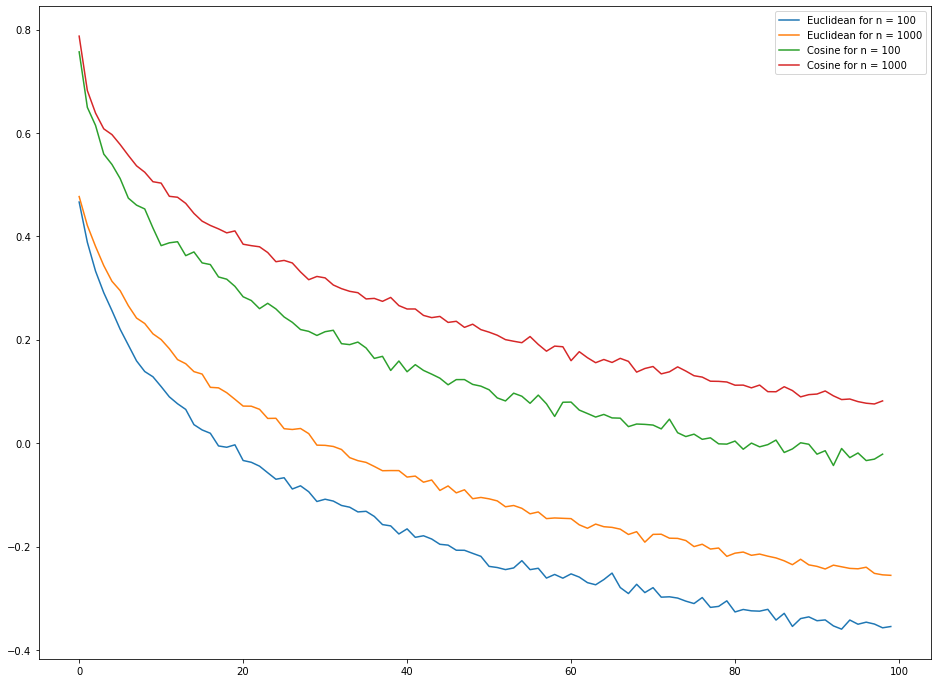 Euclidean for n = 100
Euclidean for n = 1000
Cosine for n = 100
Cosine for n = 1000
0.8
0.6
0.4
0.2
0.0
−0.2
−0.4
0 20 40 60 80 100